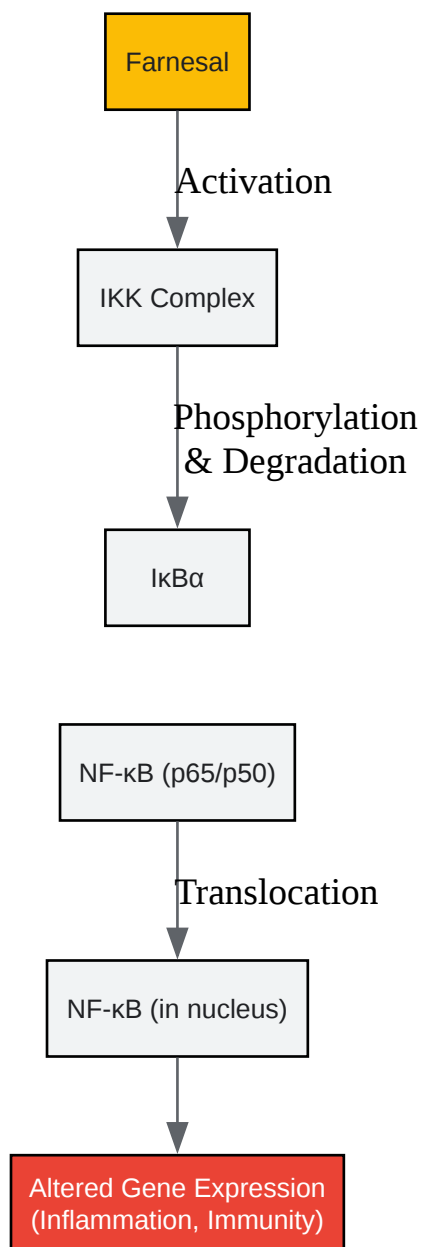 Farnesal
Activation
IKK Complex
Phosphorylation
& Degradation
IκBα
NF-κB (p65/p50)
Translocation
NF-κB (in nucleus)
Altered Gene Expression
(Inflammation, Immunity)